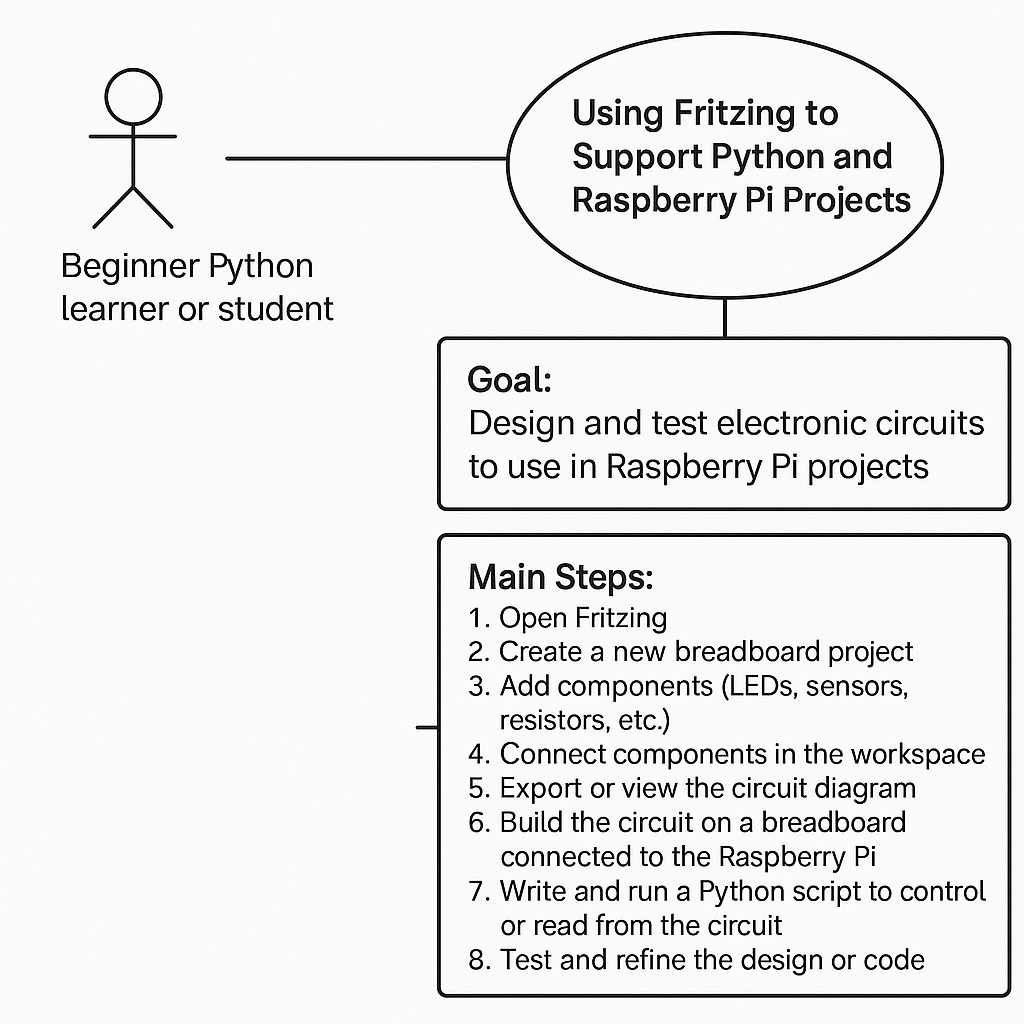 Using Fritzing to
Support Python and
Raspberry Pi Projects
Beginner Python
learner or student
Goal:
Design and test electronic circuits
to use in Raspberry Pi projects
Main Steps:
1. Open Fritzing
2. Create a new breadboard project
3. Add components (LEDs, sensors,
resistors, etc.)
4. Connect components in the workspace
5. Export or view the circuit diagram
6. Build the circuit on a breadboard
connected to the Raspberry Pi
7. Write and run a Python script to control
or read from the circuit
8. Test and refine the design or code